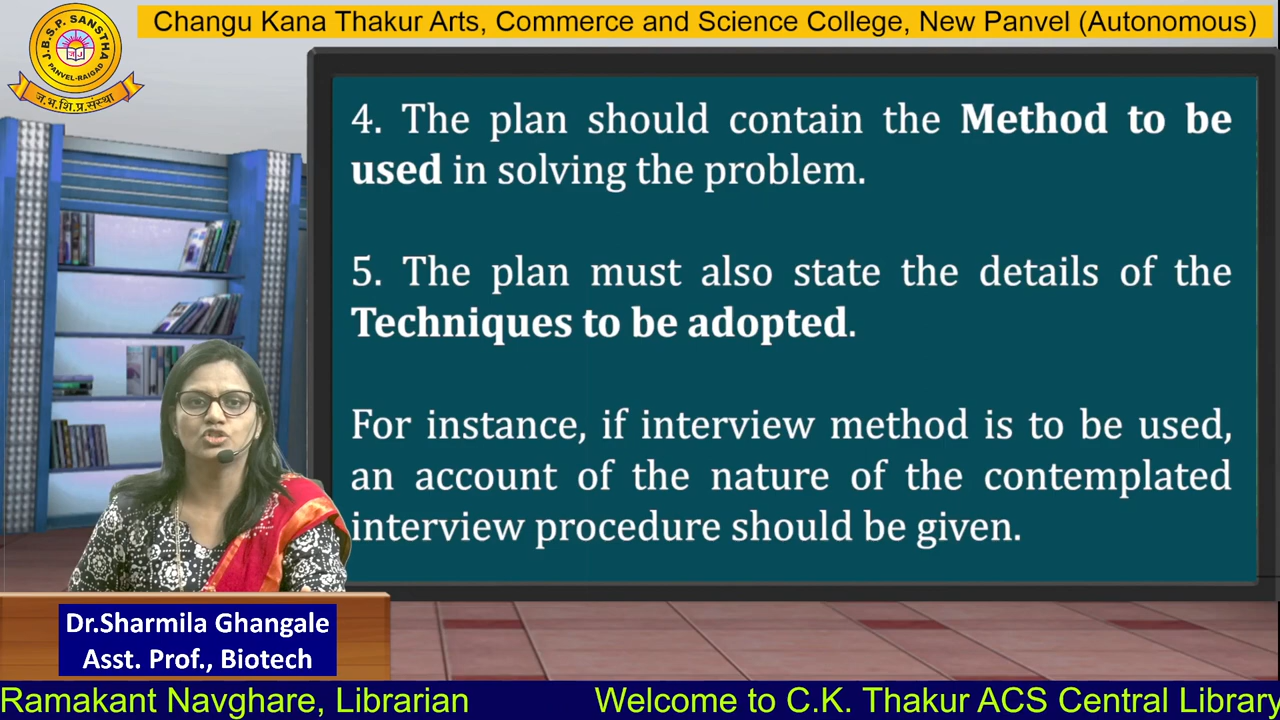 Changu Kana Thakur Arts, Commerce and Science College, New Panvel (Autonomous)
J.B.S.P. SANSTHA
PANVEL-RAIGAD
ज.भ.शि.प्र.संस्था
4. The plan should contain the Method to be
used in solving the problem.
5. The plan must also state the details of the
Techniques to be adopted.
For instance, if interview method is to be used,
an account of the nature of the contemplated
interview procedure should be given.
Dr.Sharmila Ghangale
Asst. Prof., Biotech
Ramakant Navghare, Librarian Welcome to C.K. Thakur ACS Central Library